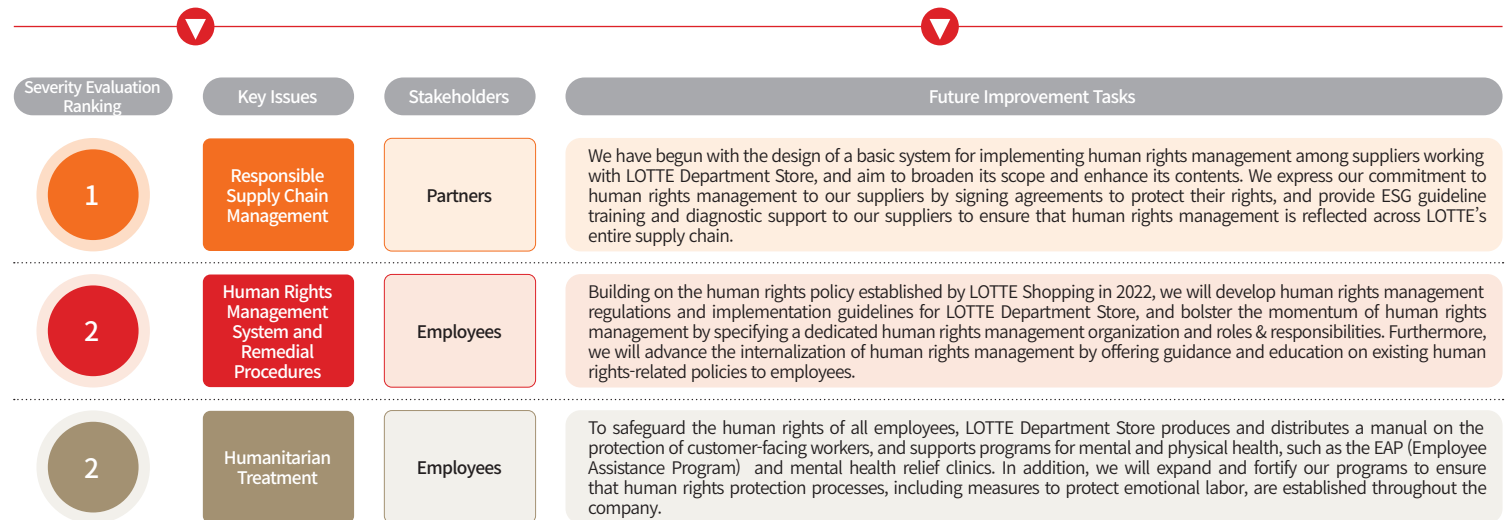 Severity Evaluation
Ranking
Key Issues
Stakeholders
Future Improvement Tasks
1
Responsible
Supply Chain
Management
Partners
We have begun with the design of a basic system for implementing human rights management among suppliers working
with LOTTE Department Store, and aim to broaden its scope and enhance its contents. We express our commitment to
human rights management to our suppliers by signing agreements to protect their rights, and provide ESG guideline
training and diagnostic support to our suppliers to ensure that human rights management is reflected across LOTTE’s
entire supply chain.
2
Human Rights
Management
System and
Remedial
Procedures
Employees
Building on the human rights policy established by LOTTE Shopping in 2022, we will develop human rights management
regulations and implementation guidelines for LOTTE Department Store, and bolster the momentum of human rights
management by specifying a dedicated human rights management organization and roles & responsibilities. Furthermore,
we will advance the internalization of human rights management by offering guidance and education on existing human
rights-related policies to employees.
2
Humanitarian
Treatment
Employees
To safeguard the human rights of all employees, LOTTE Department Store produces and distributes a manual on the
protection of customer-facing workers, and supports programs for mental and physical health, such as the EAP (Employee
Assistance Program) and mental health relief clinics. In addition, we will expand and fortify our programs to ensure
that human rights protection processes, including measures to protect emotional labor, are established throughout the
company.